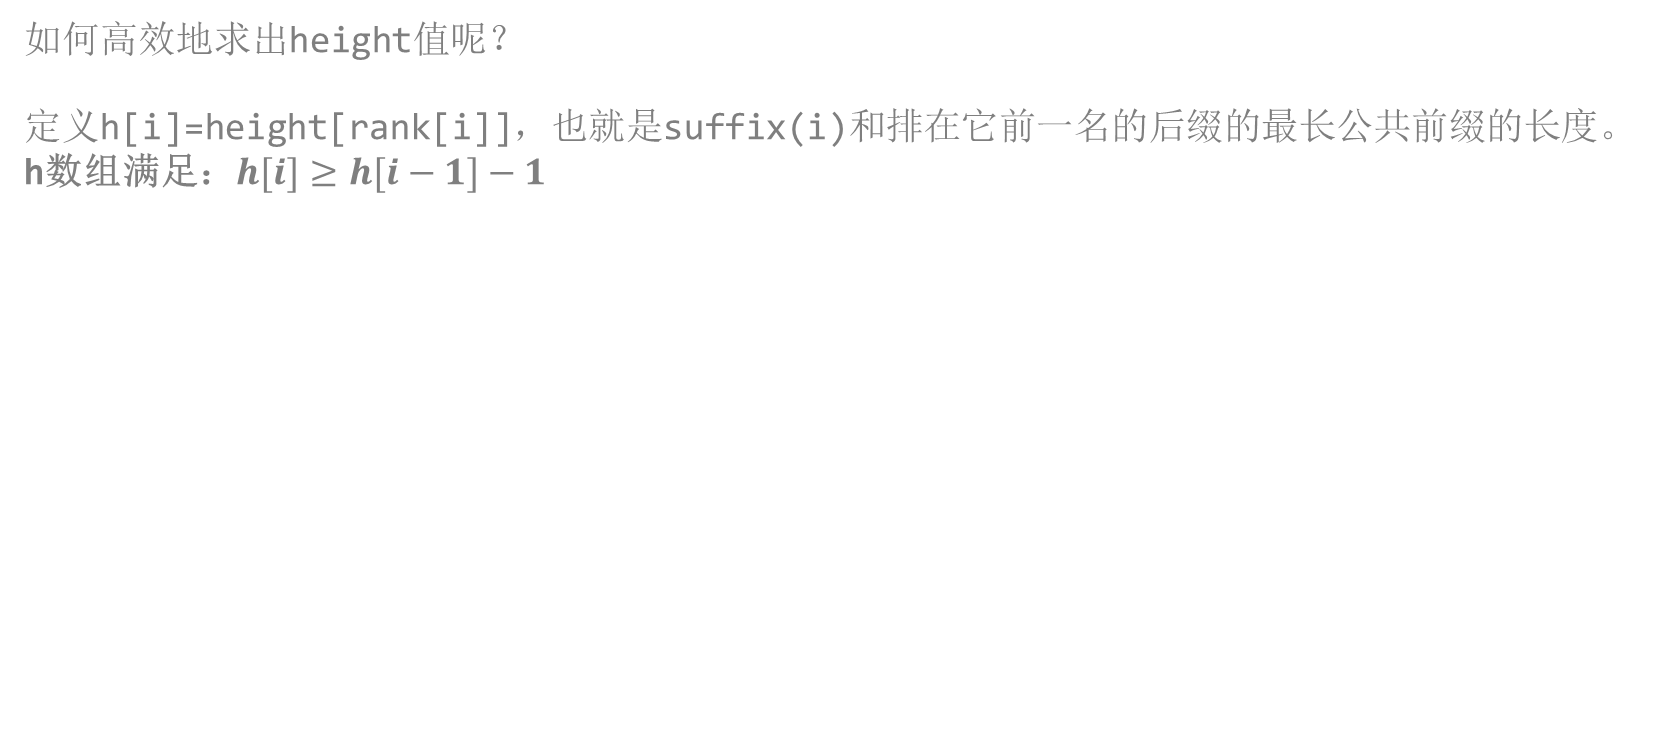 如何高效地求出height值呢？
定义h[i]=height[rank[i]]，也就是suffix(i)和排在它前一名的后缀的最长公共前缀的长度。
h数组满足：h[i] ≥ h[i − 1] − 1